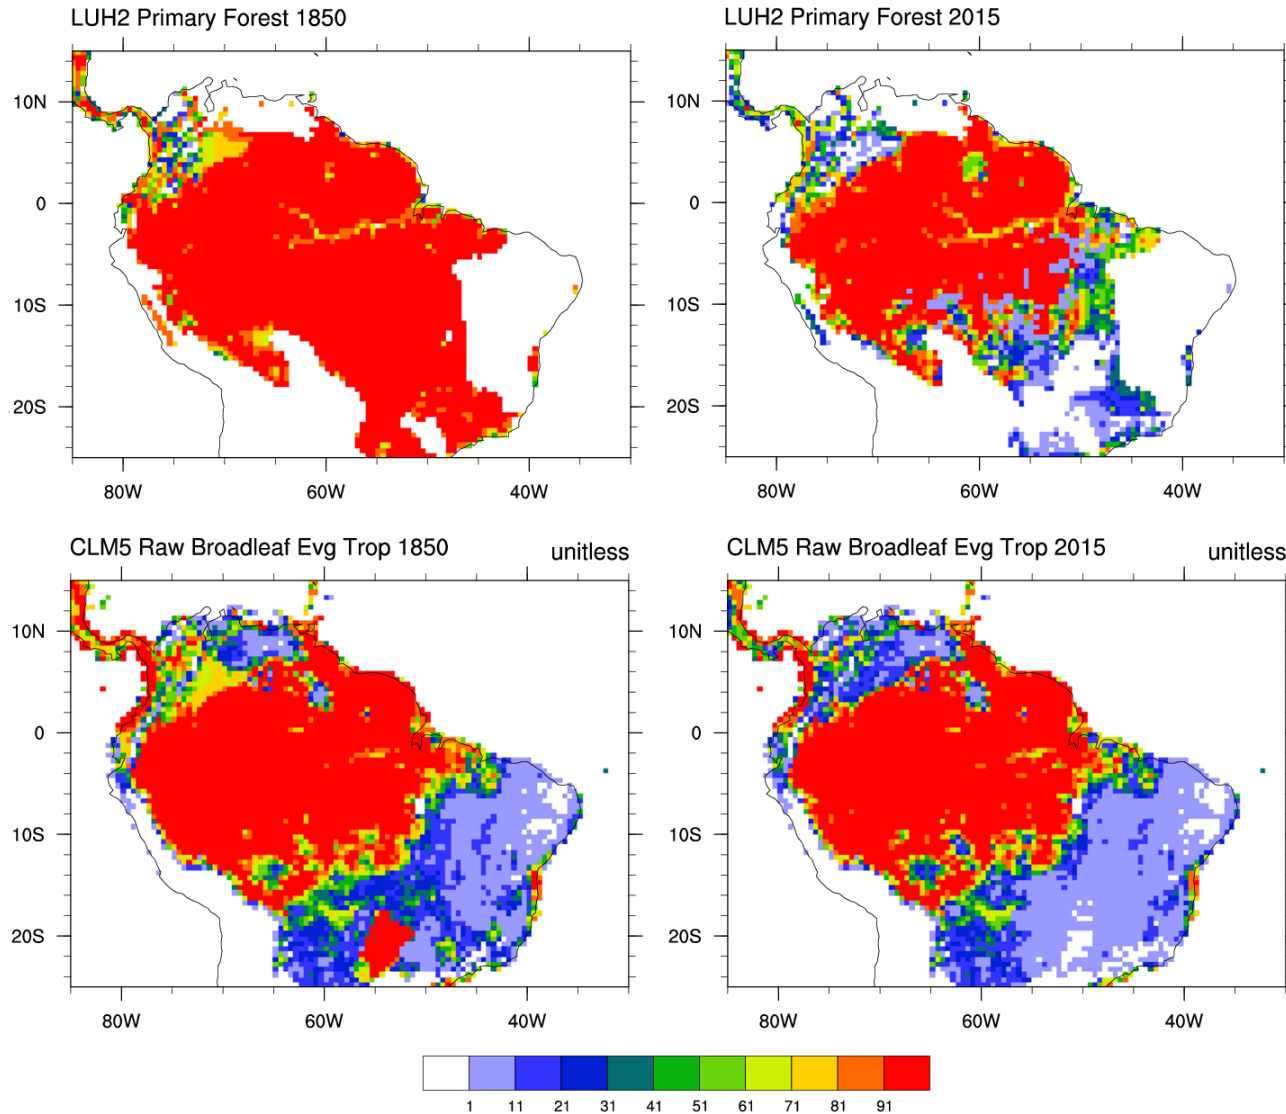 LUH2 Primary Forest 1850
LUH2 Primary Forest 2015
10N
0
10S
20S
80W
60W
40W
10N
0
10S
20S
80W
60W
40W
CLM5 Raw Broadleaf Evg Trop 1850
unitless
CLM5 Raw Broadleaf Evg Trop 2015
unitless
10N
0
10S
20S
80W
60W
40W
10N
0
10S
20S
80W
60W
40W
1 11 21 31 41 51 61 71 81 91